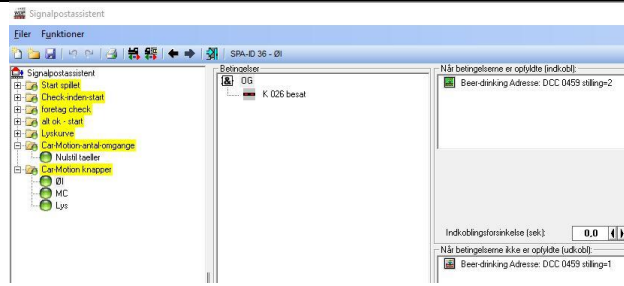 Signalpostassistent
Filer Funktioner
SPA-ID 36 - Øl
Signalpostassistent
Start spillet
Check-inden-start
foretag check
alt ok - start
Lyskurve
Car-Motion-antal-omgange
Nulstil taeller
Car-Motion knapper
Øl
MC
Lys
Betingelser
& OG
K 026 besat
Når betingelserne er opfyldte (indkobl):
Beer-drinking Adresse: DCC 0459 stilling=2
Indkoblingsforsinkelse (sek): 0,0
Når betingelserne ikke er opfyldte (udkobl):
Beer-drinking Adresse: DCC 0459 stilling=1